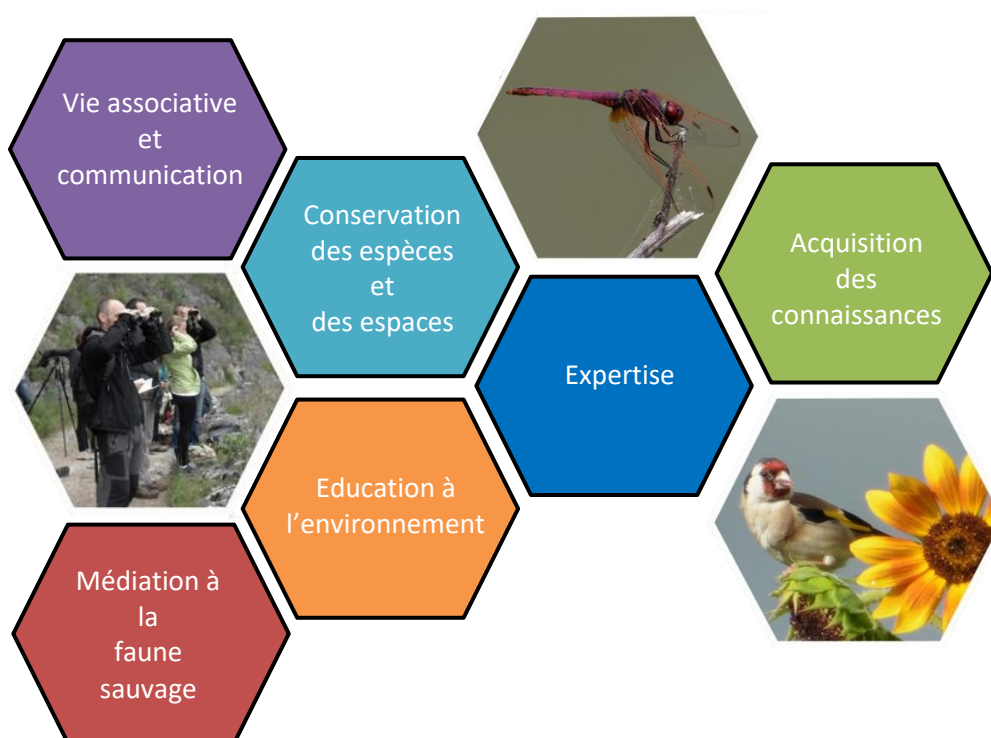 Vie associative
et
communication
Conservation
des espèces
et
des espaces
Acquisition
des
connaissances
Expertise
Education à
l’environnement
Médiation à
la
faune
sauvage